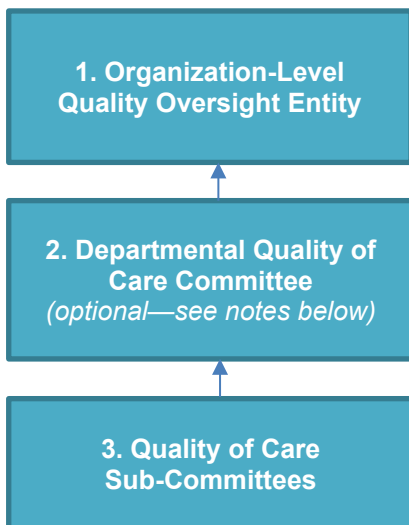 1. Organization-Level
Quality Oversight Entity
2. Departmental Quality of
Care Committee
(optional—see notes below)
3. Quality of Care
Sub-Committees